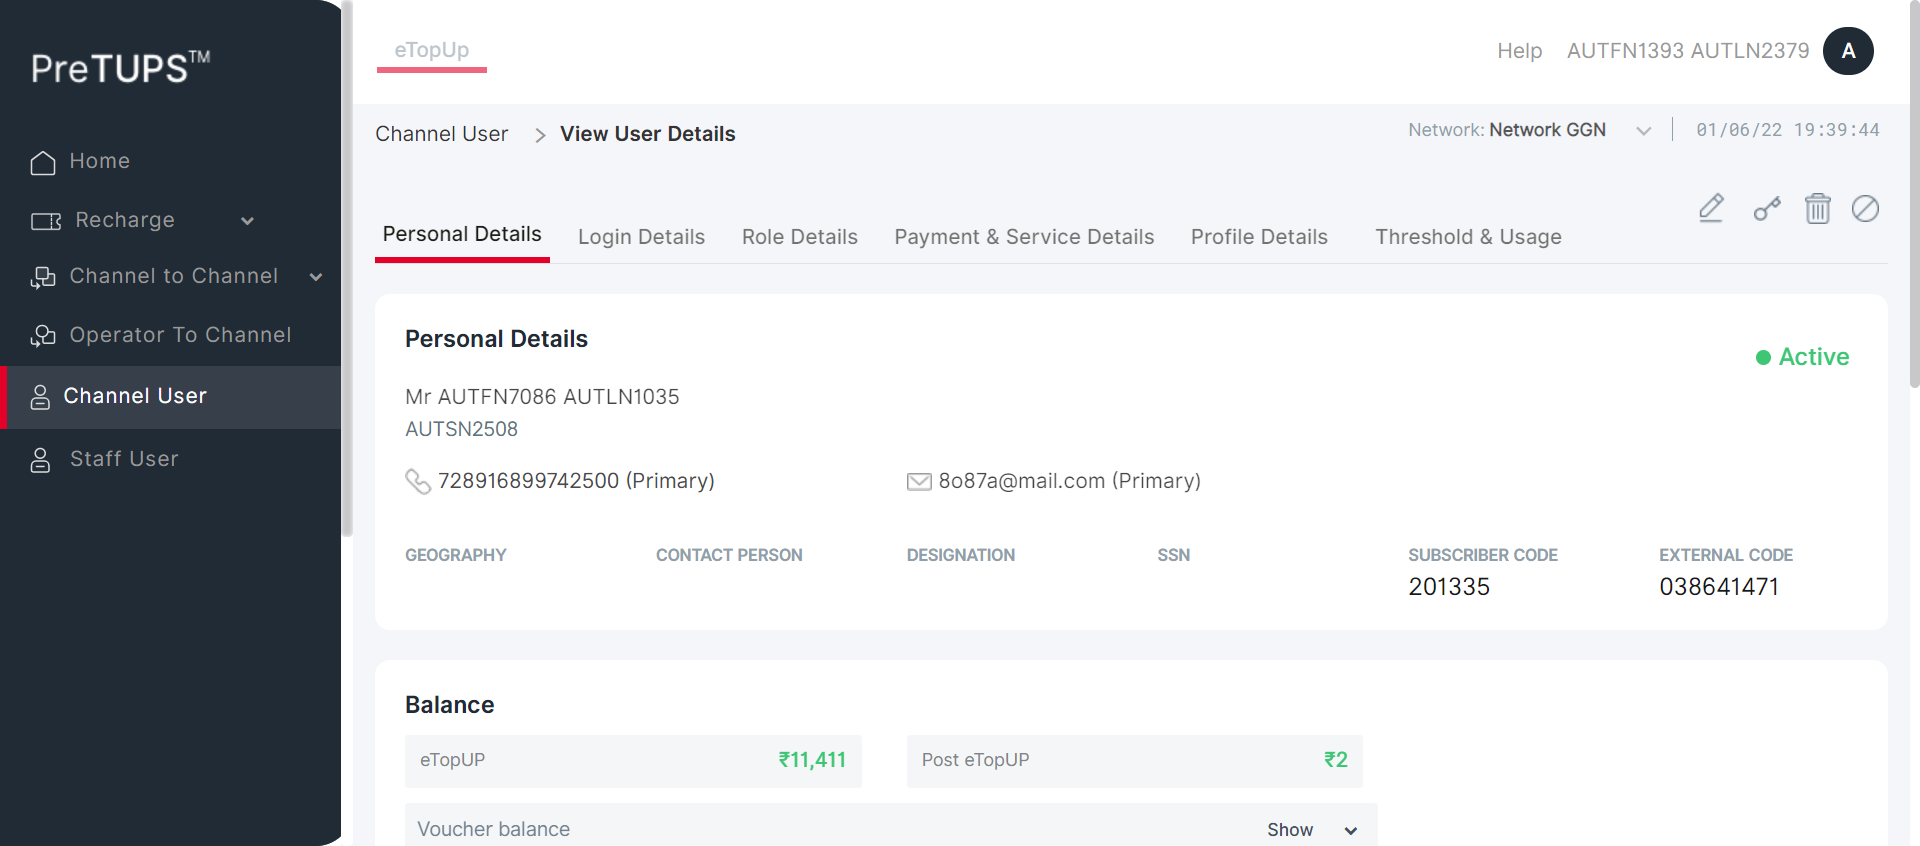 PreTUPS™
Home
Recharge
Channel to Channel
Operator To Channel
Channel User
Staff User
eTopUp
Help AUTFN1393 AUTLN2379 A
Channel User > View User Details
Network: Network GGN 01/06/22 19:39:44
Personal Details Login Details Role Details Payment & Service Details Profile Details Threshold & Usage
Personal Details
Active
Mr AUTFN7086 AUTLN1035
AUTSN2508
728916899742500 (Primary) 8o87a@mail.com (Primary)
GEOGRAPHY CONTACT PERSON DESIGNATION SSN SUBSCRIBER CODE EXTERNAL CODE
201335 038641471
Balance
eTopUP ₹11,411 Post eTopUP ₹2
Voucher balance Show